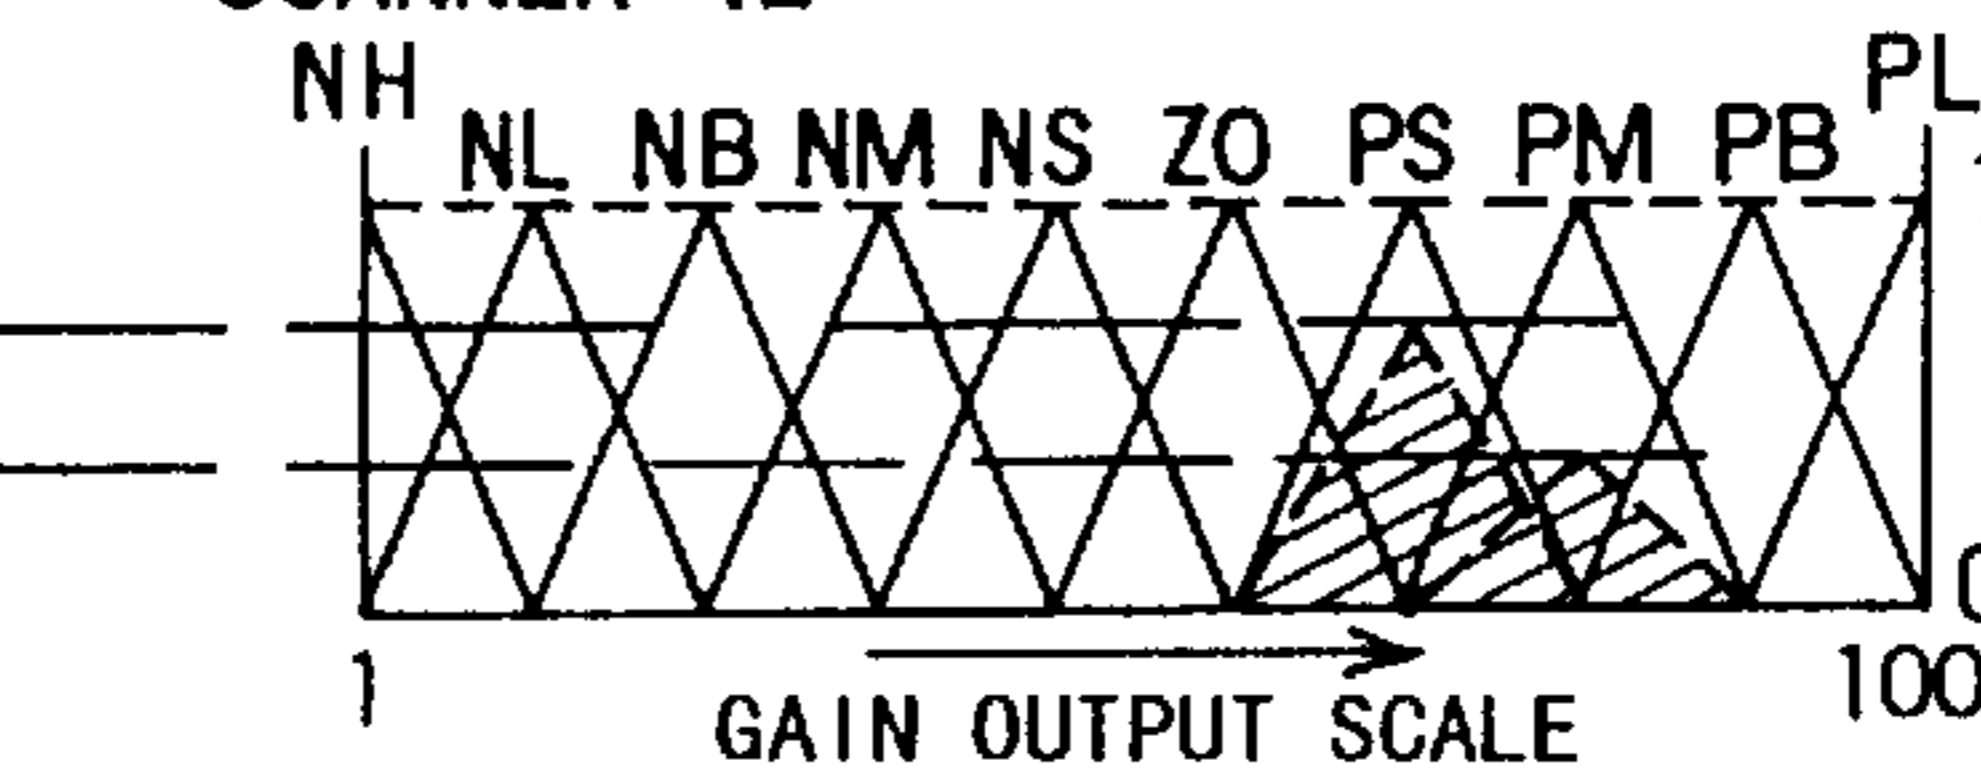 NH PL
NL NB NM NS ZO PS PM PB
1 100
GAIN OUTPUT SCALE